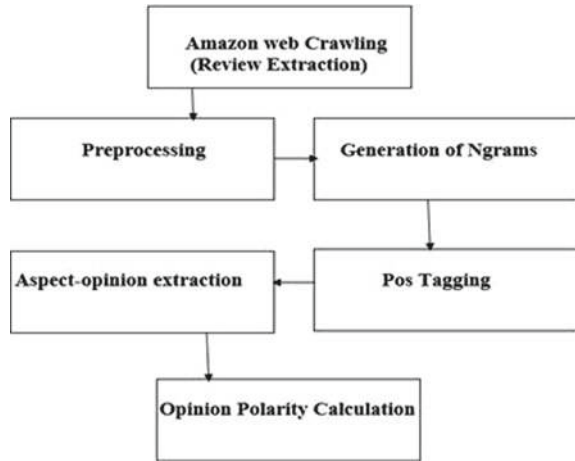 Amazon web Crawling
(Review Extraction)
Preprocessing
Generation of Ngrams
Pos Tagging
Aspect-opinion extraction
Opinion Polarity Calculation